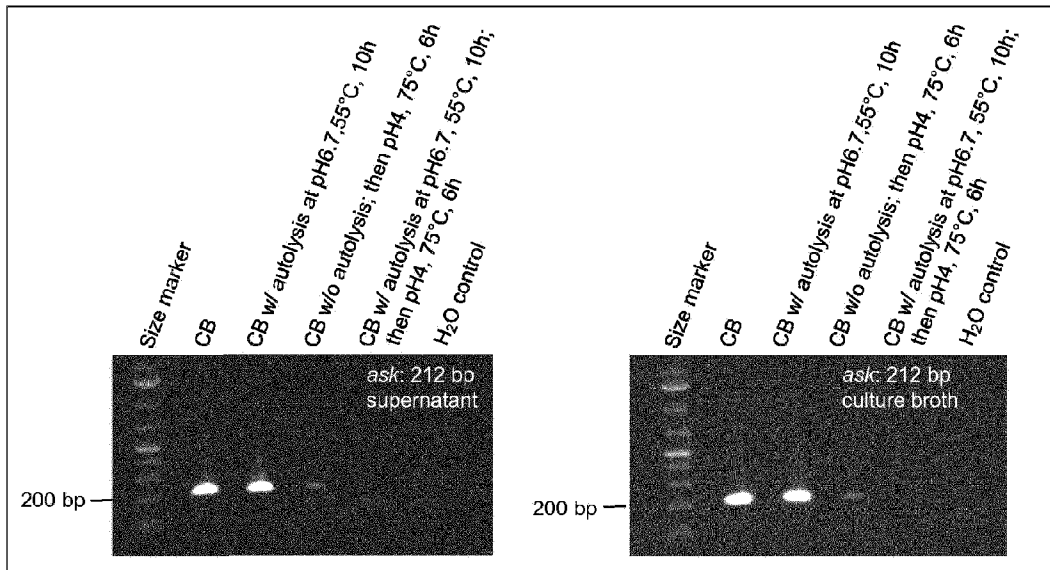 Size marker
CB
CB w/ autolysis at pH6.7,55°C, 10h
CB w/o autolysis; then pH4, 75°C, 6h
CB w/ autolysis at pH6.7, 55°C, 10h;
then pH4, 75°C, 6h
H₂O control
ask: 212 bp
supernatant
200 bp
Size marker
CB
CB w/ autolysis at pH6.7,55°C, 10h
CB w/o autolysis; then pH4, 75°C, 6h
CB w/ autolysis at pH6.7, 55°C, 10h;
then pH4, 75°C, 6h
H₂O control
ask: 212 bp
culture broth
200 bp